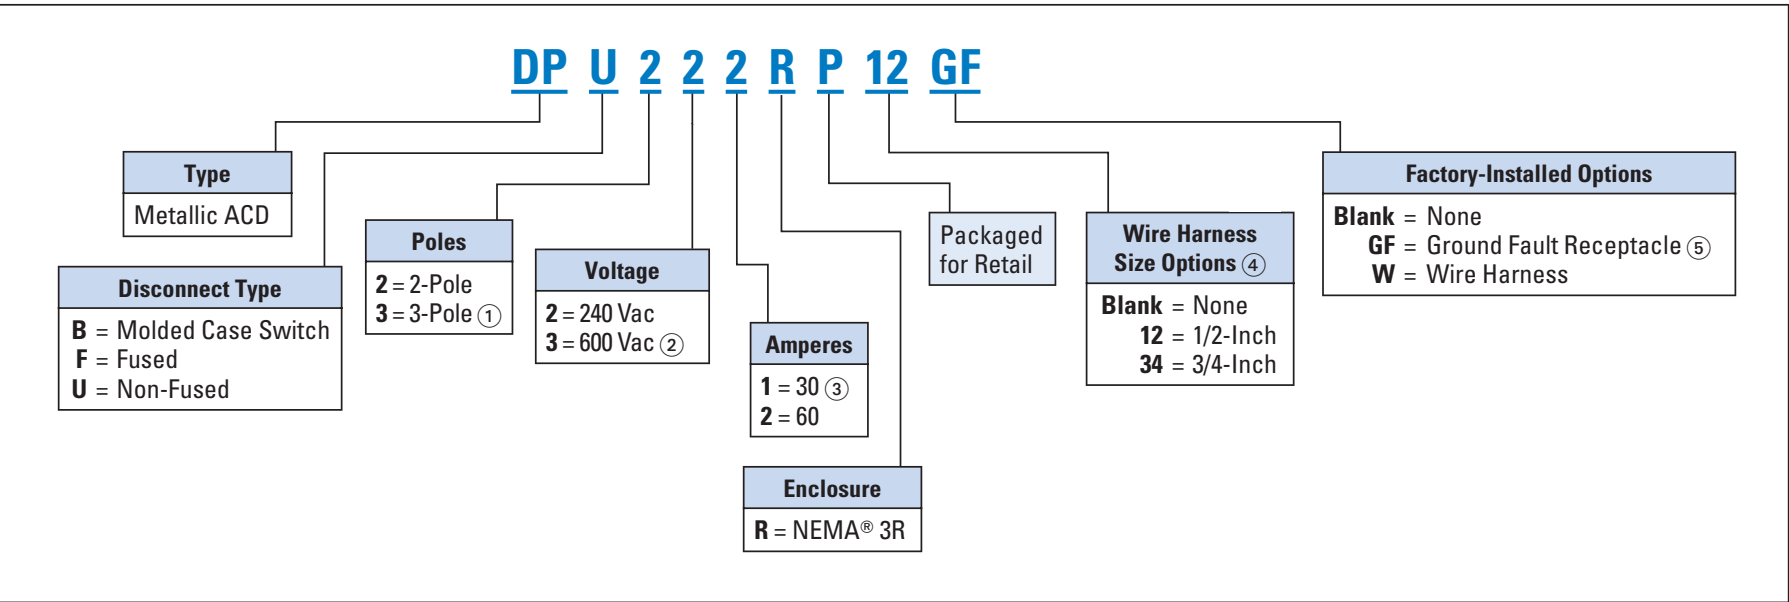 DP U 2 2 2 R P 12 GF
Type
Metallic ACD
Disconnect Type
B = Molded Case Switch
F = Fused
U = Non-Fused
Poles
2 = 2-Pole
3 = 3-Pole ①
Voltage
2 = 240 Vac
3 = 600 Vac ②
Amperes
1 = 30 ③
2 = 60
Enclosure
R = NEMA® 3R
Packaged
for Retail
Wire Harness
Size Options ④
Blank = None
12 = 1/2-Inch
34 = 3/4-Inch
Factory-Installed Options
Blank = None
GF = Ground Fault Receptacle ⑤
W = Wire Harness